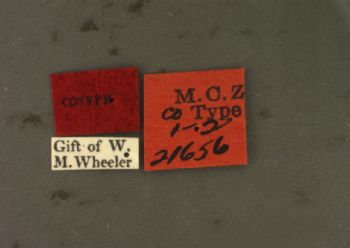 COTYPE
Gift of W.
M. Wheeler
M.C.Z
CO Type
1-2
21656